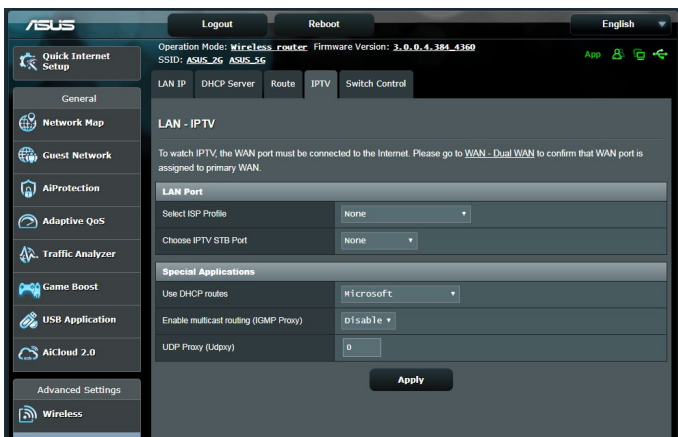 ASUS
Logout
Reboot
English
Quick Internet
Setup
Operation Mode: Wireless router Firmware Version: 3.0.0.4.384_4360
SSID: ASUS_2G ASUS_5G
App
LAN IP DHCP Server Route IPTV Switch Control
General
Network Map
Guest Network
AiProtection
Adaptive QoS
Traffic Analyzer
Game Boost
USB Application
AiCloud 2.0
Advanced Settings
Wireless
LAN - IPTV
To watch IPTV, the WAN port must be connected to the Internet. Please go to WAN - Dual WAN to confirm that WAN port is
assigned to primary WAN.
LAN Port
Select ISP Profile None
Choose IPTV STB Port None
Special Applications
Use DHCP routes Microsoft
Enable multicast routing (IGMP Proxy) Disable
UDP Proxy (Udpxy) 0
Apply